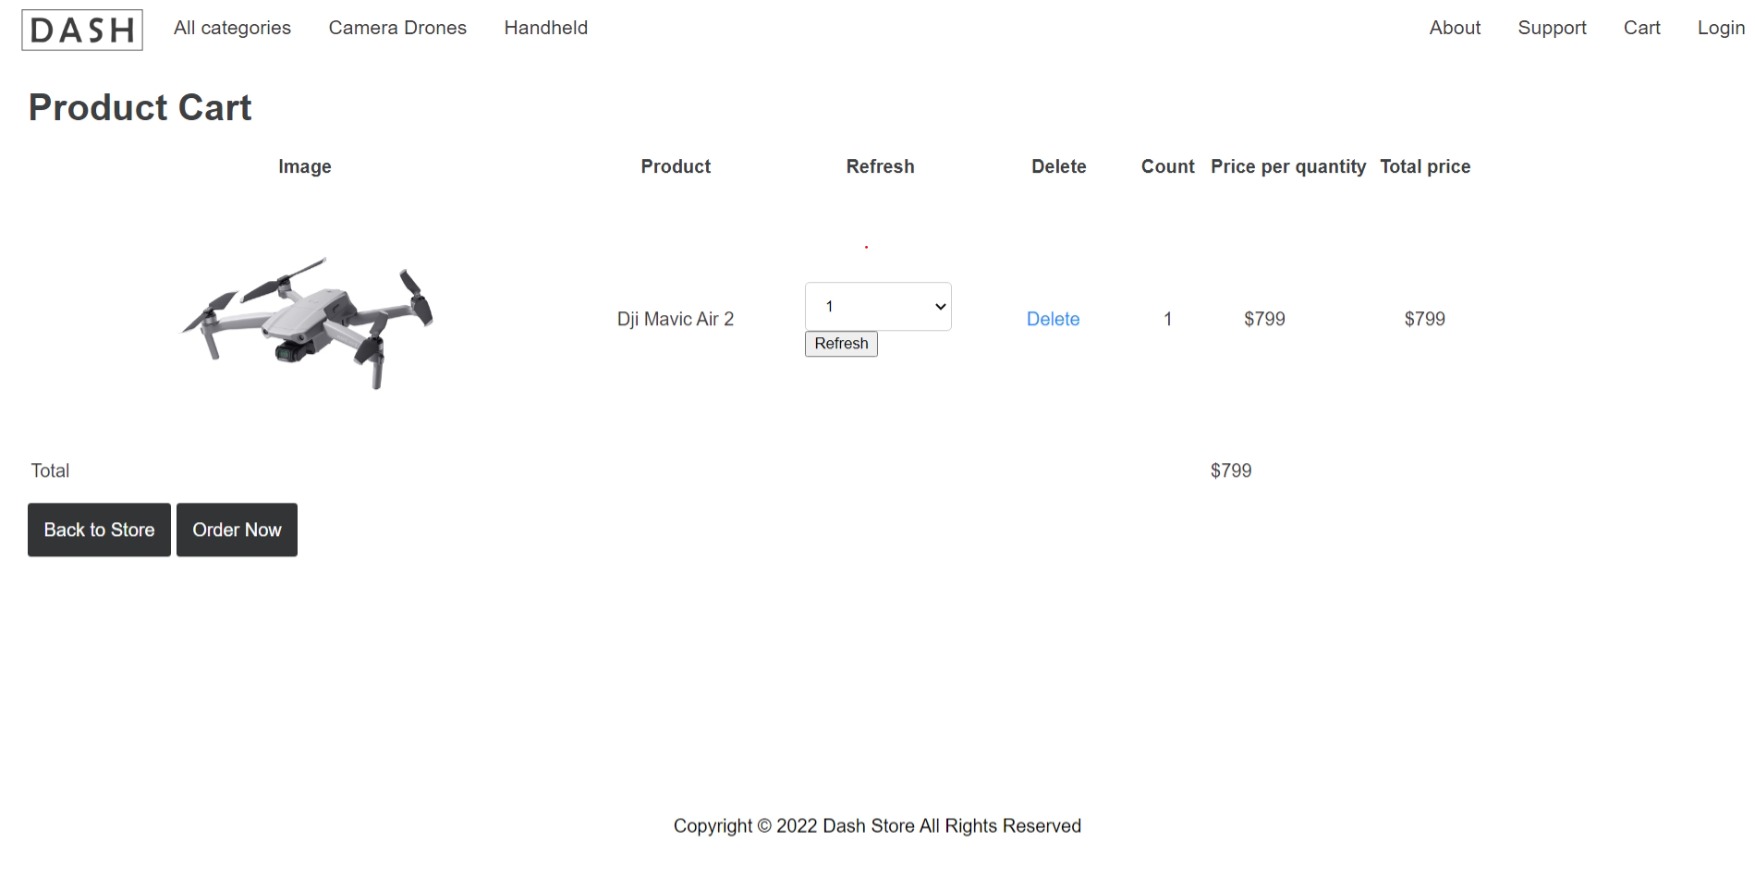 DASH All categories Camera Drones Handheld About Support Cart Login
Product Cart
Image Product Refresh Delete Count Price per quantity Total price
1
Dji Mavic Air 2 Delete 1 $799 $799
Refresh
Total $799
Back to Store Order Now
Copyright © 2022 Dash Store All Rights Reserved